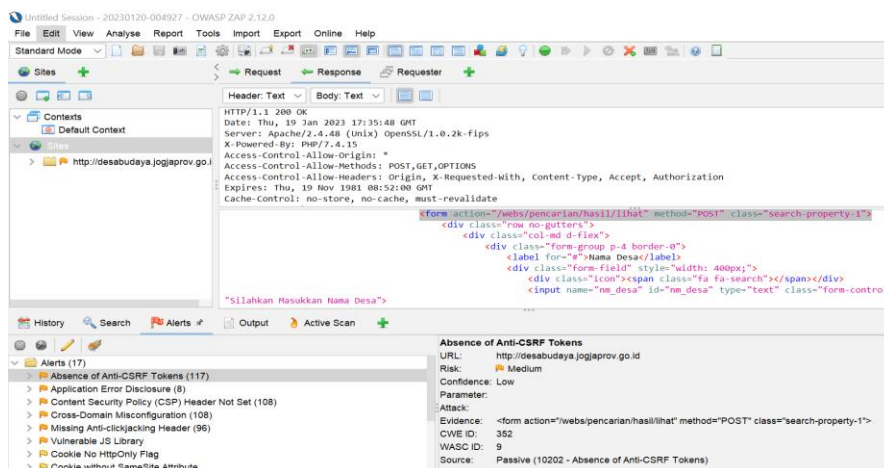 Untitled Session - 20230120-004927 - OWASP ZAP 2.12.0
File Edit View Analyse Report Tools Import Export Online Help
Standard Mode
Sites
Request Response Requester
Header: Text Body: Text
Contexts
Default Context
Sites
http://desabudaya.jogjaprov.go.i
HTTP/1.1 200 OK
Date: Thu, 19 Jan 2023 17:35:48 GMT
Server: Apache/2.4.48 (Unix) OpenSSL/1.0.2k-fips
X-Powered-By: PHP/7.4.15
Access-Control-Allow-Origin: *
Access-Control-Allow-Methods: POST,GET,OPTIONS
Access-Control-Allow-Headers: Origin, X-Requested-With, Content-Type, Accept, Authorization
Expires: Thu, 19 Nov 1981 08:52:00 GMT
Cache-Control: no-store, no-cache, must-revalidate
<form action="/webs/pencarian/hasil/lihat" method="POST" class="search-property-1">
<div class="row no-gutters">
<div class="col-md d-flex">
<div class="form-group p-4 border-0">
<label for="#">Nama Desa</label>
<div class="form-field" style="width: 400px;">
<div class="icon"><span class="fa fa-search"></span></div>
<input name="nm_desa" id="nm_desa" type="text" class="form-contro
"Silahkan Masukkan Nama Desa">
History Search Alerts Output Active Scan
Alerts (17)
Absence of Anti-CSRF Tokens (117)
Application Error Disclosure (8)
Content Security Policy (CSP) Header Not Set (108)
Cross-Domain Misconfiguration (108)
Missing Anti-clickjacking Header (96)
Vulnerable JS Library
Cookie No HttpOnly Flag
Cookie without SameSite Attribute
Absence of Anti-CSRF Tokens
URL: http://desabudaya.jogjaprov.go.id
Risk: Medium
Confidence: Low
Parameter:
Attack:
Evidence: <form action="/webs/pencarian/hasil/lihat" method="POST" class="search-property-1">
CWE ID: 352
WASC ID: 9
Source: Passive (10202 - Absence of Anti-CSRF Tokens)